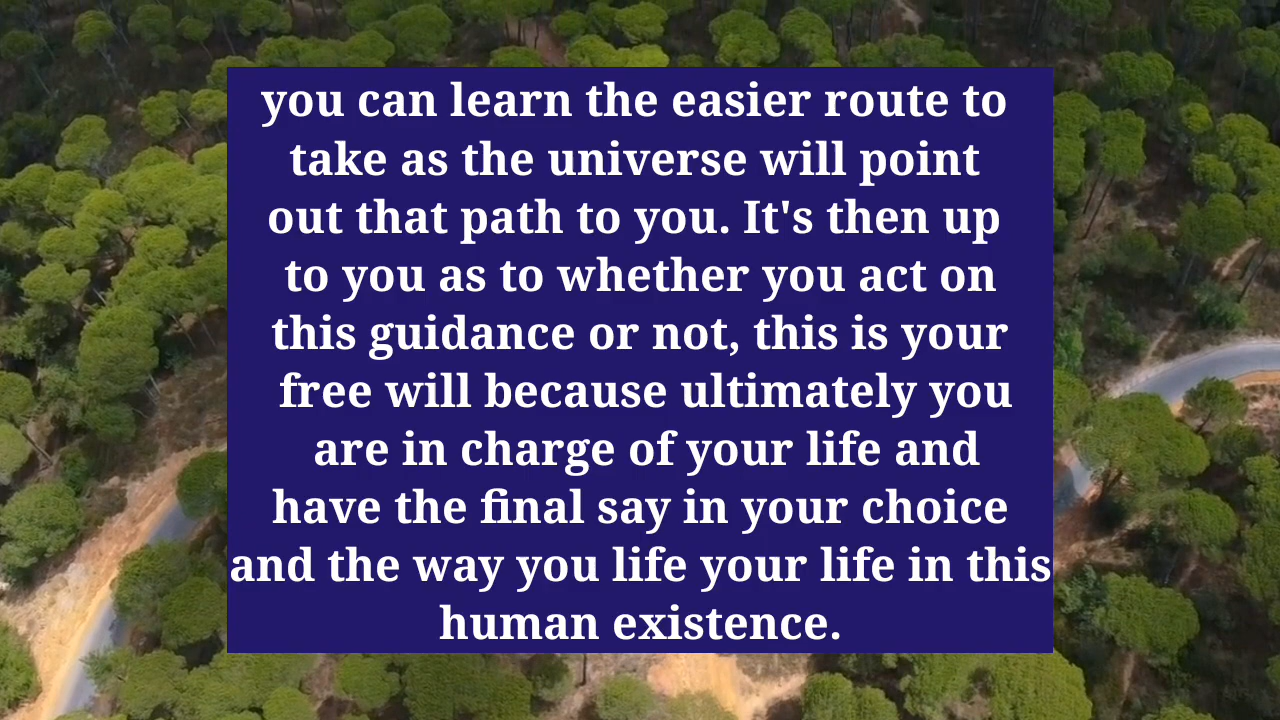 you can learn the easier route to
take as the universe will point
out that path to you. It's then up
to you as to whether you act on
this guidance or not, this is your
free will because ultimately you
are in charge of your life and
have the final say in your choice
and the way you life your life in this
human existence.